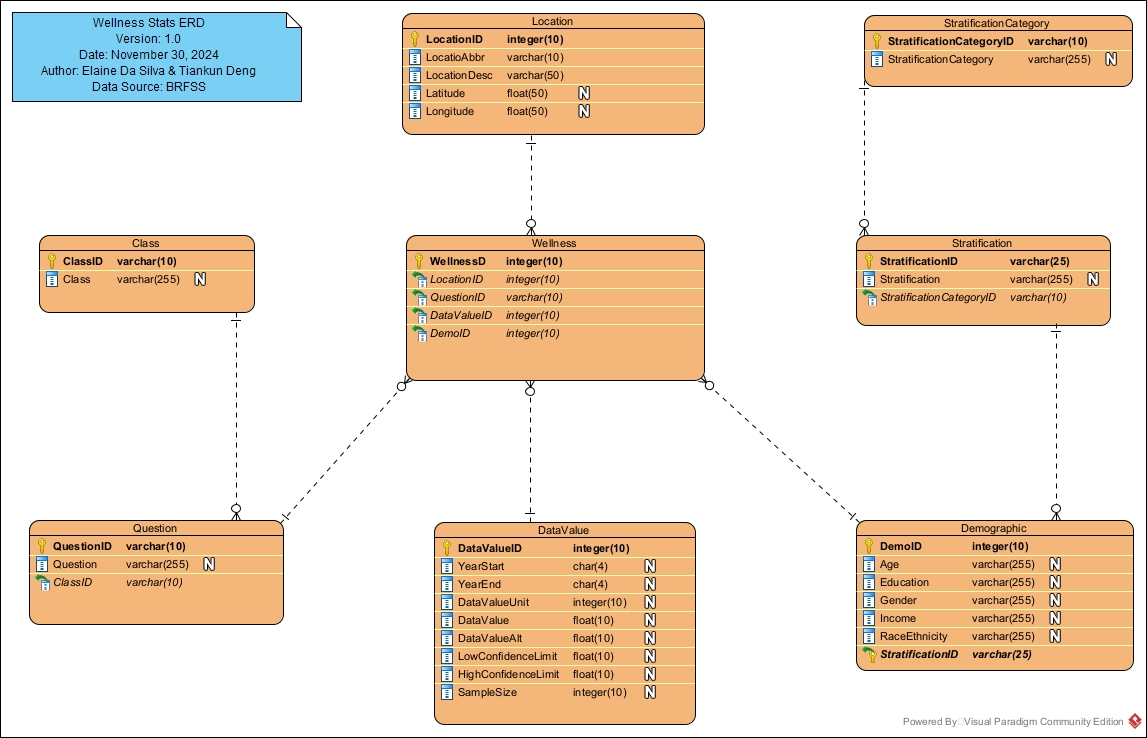 Wellness Stats ERD
Version: 1.0
Date: November 30, 2024
Author: Elaine Da Silva & Tiankun Deng
Data Source: BRFSS
Location
LocationID integer(10)
LocatioAbbr varchar(10)
LocationDesc varchar(50)
Latitude float(50) N
Longitude float(50) N
StratificationCategory
StratificationCategoryID varchar(10)
StratificationCategory varchar(255) N
Class
ClassID varchar(10)
Class varchar(255) N
Wellness
WellnessD integer(10)
LocationID integer(10)
QuestionID varchar(10)
DataValueID integer(10)
DemoID integer(10)
Stratification
StratificationID varchar(25)
Stratification varchar(255) N
StratificationCategoryID varchar(10)
Question
QuestionID varchar(10)
Question varchar(255) N
ClassID varchar(10)
DataValue
DataValueID integer(10)
YearStart char(4) N
YearEnd char(4) N
DataValueUnit integer(10) N
DataValue float(10) N
DataValueAlt float(10) N
LowConfidenceLimit float(10) N
HighConfidenceLimit float(10) N
SampleSize integer(10) N
Demographic
DemoID integer(10)
Age varchar(255) N
Education varchar(255) N
Gender varchar(255) N
Income varchar(255) N
RaceEthnicity varchar(255) N
StratificationID varchar(25)
Powered By Visual Paradigm Community Edition